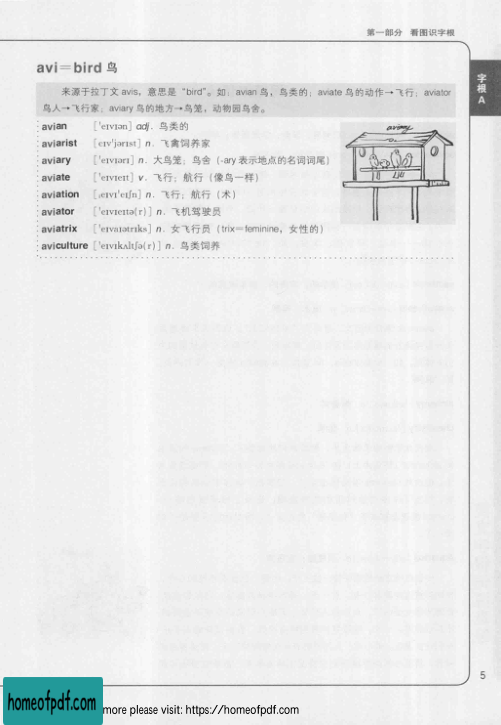 第一部分 看图识字根
字根A
avi=bird 鸟
来源于拉丁文 avis，意思是“bird”。如：avian 鸟，鸟类的；aviate 鸟的动作→飞行；aviator
鸟人→飞行家；aviary 鸟的地方→鸟笼，动物园鸟舍。
avian ['eɪvɪən] adj. 鸟类的
aviarist ['eɪvjərɪst] n. 飞禽饲养家
aviary ['eɪvɪərɪ] n. 大鸟笼；鸟舍（-ary表示地点的名词词尾）
aviate ['eɪvɪeɪt] v. 飞行；航行（像鸟一样）
aviation [ˌeɪvɪ'eɪʃn] n. 飞行；航行（术）
aviator ['eɪvɪeɪtə(r)] n. 飞机驾驶员
aviatrix ['eɪvaɪətrɪks] n. 女飞行员（trix=feminine，女性的）
aviculture ['eɪvɪkʌltʃə(r)] n. 鸟类饲养
aviary
5
homeofpdf.com
more please visit: https://homeofpdf.com